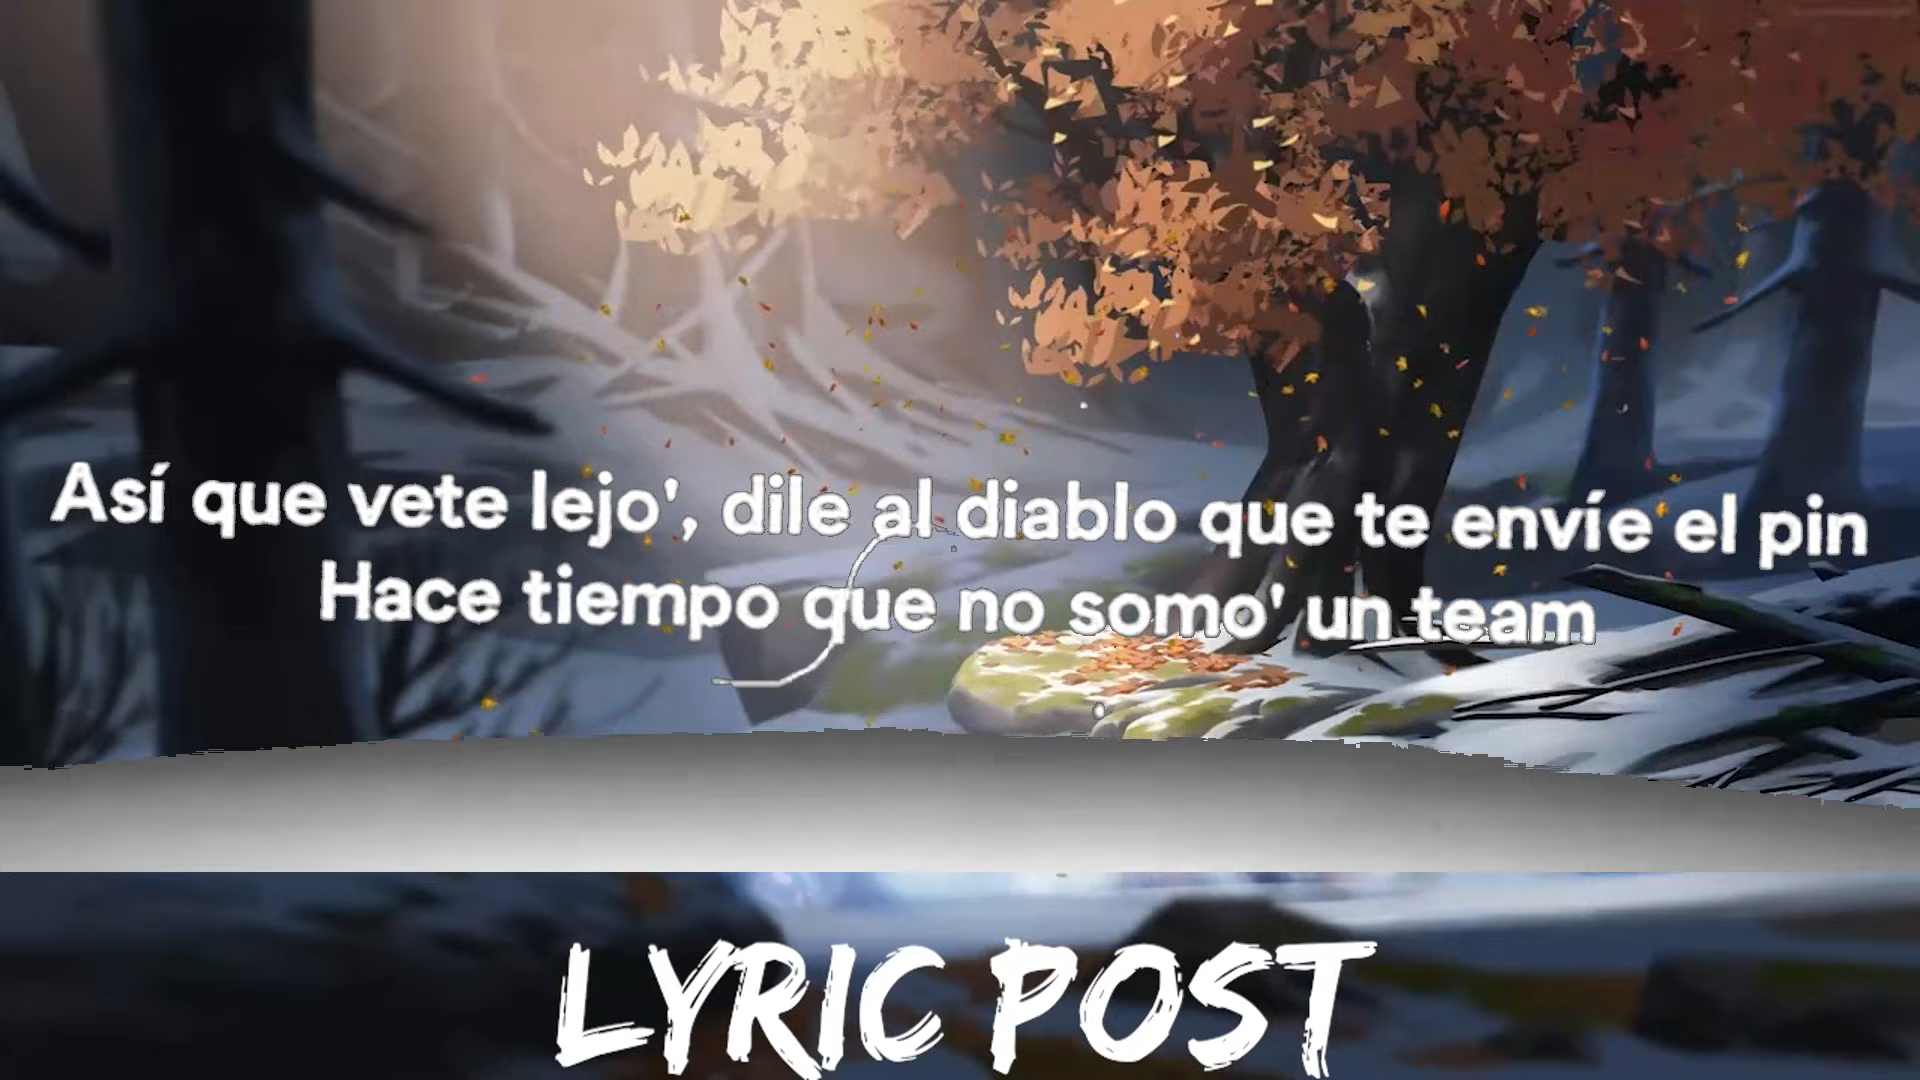 Así que vete lejo', dile al diablo que te envíe el pin
Hace tiempo que no somo' un team
LYRIC POST